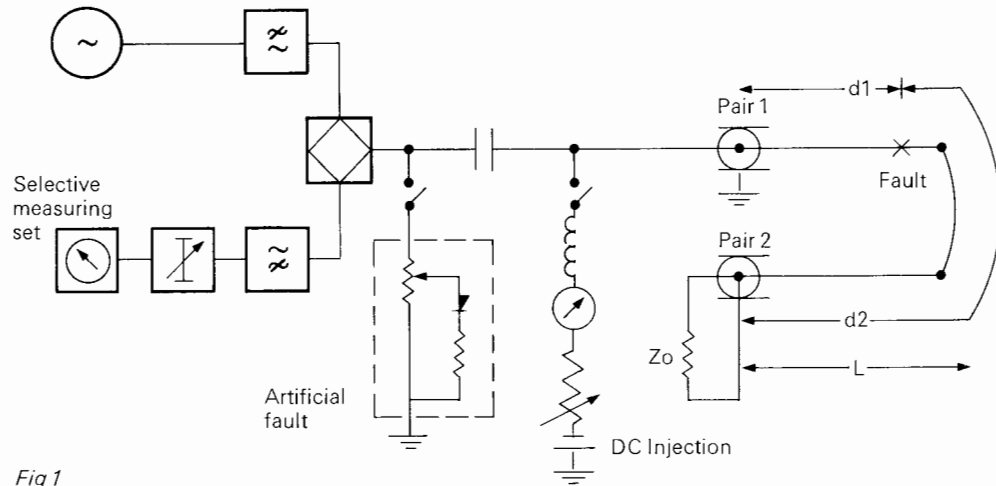 Pair 1
d1
Fault
Selective
measuring
set
Pair 2
d2
Zo
L
Artificial
fault
DC Injection
Fig 1